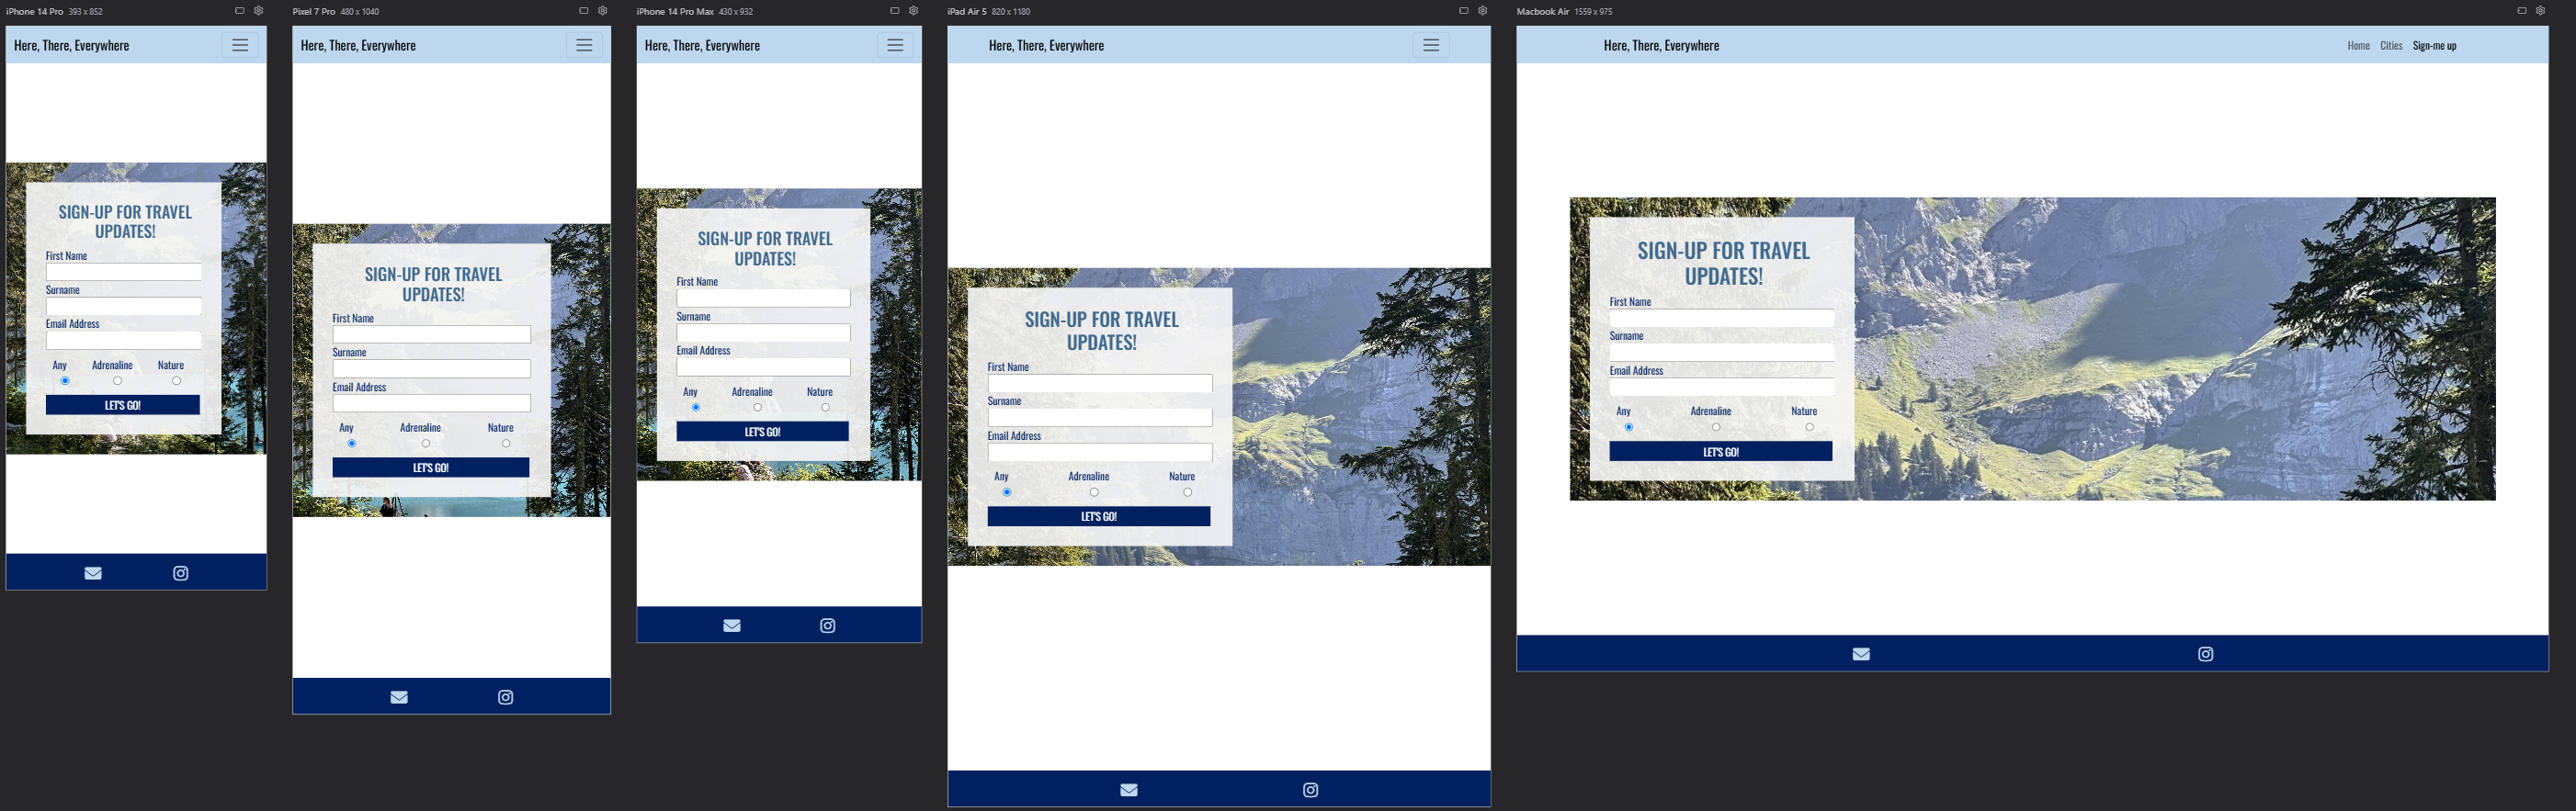 iPhone 14 Pro 393 x 852
Here, There, Everywhere
SIGN-UP FOR TRAVEL
UPDATES!
First Name
Surname
Email Address
Any Adrenaline Nature
LET'S GO!
Pixel 7 Pro 480 x 1040
Here, There, Everywhere
SIGN-UP FOR TRAVEL
UPDATES!
First Name
Surname
Email Address
Any Adrenaline Nature
LET'S GO!
iPhone 14 Pro Max 430 x 932
Here, There, Everywhere
SIGN-UP FOR TRAVEL
UPDATES!
First Name
Surname
Email Address
Any Adrenaline Nature
LET'S GO!
iPad Air 5 820 x 1180
Here, There, Everywhere
SIGN-UP FOR TRAVEL
UPDATES!
First Name
Surname
Email Address
Any Adrenaline Nature
LET'S GO!
Macbook Air 1559 x 975
Here, There, Everywhere
Home Cities Sign-me up
SIGN-UP FOR TRAVEL
UPDATES!
First Name
Surname
Email Address
Any Adrenaline Nature
LET'S GO!